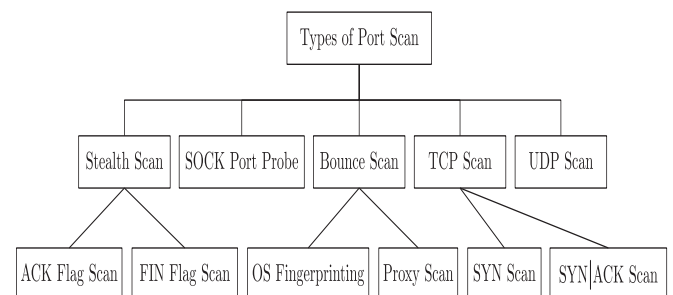 Types of Port Scan
Stealth Scan
SOCK Port Probe
Bounce Scan
TCP Scan
UDP Scan
ACK Flag Scan
FIN Flag Scan
OS Fingerprinting
Proxy Scan
SYN Scan
SYN|ACK Scan